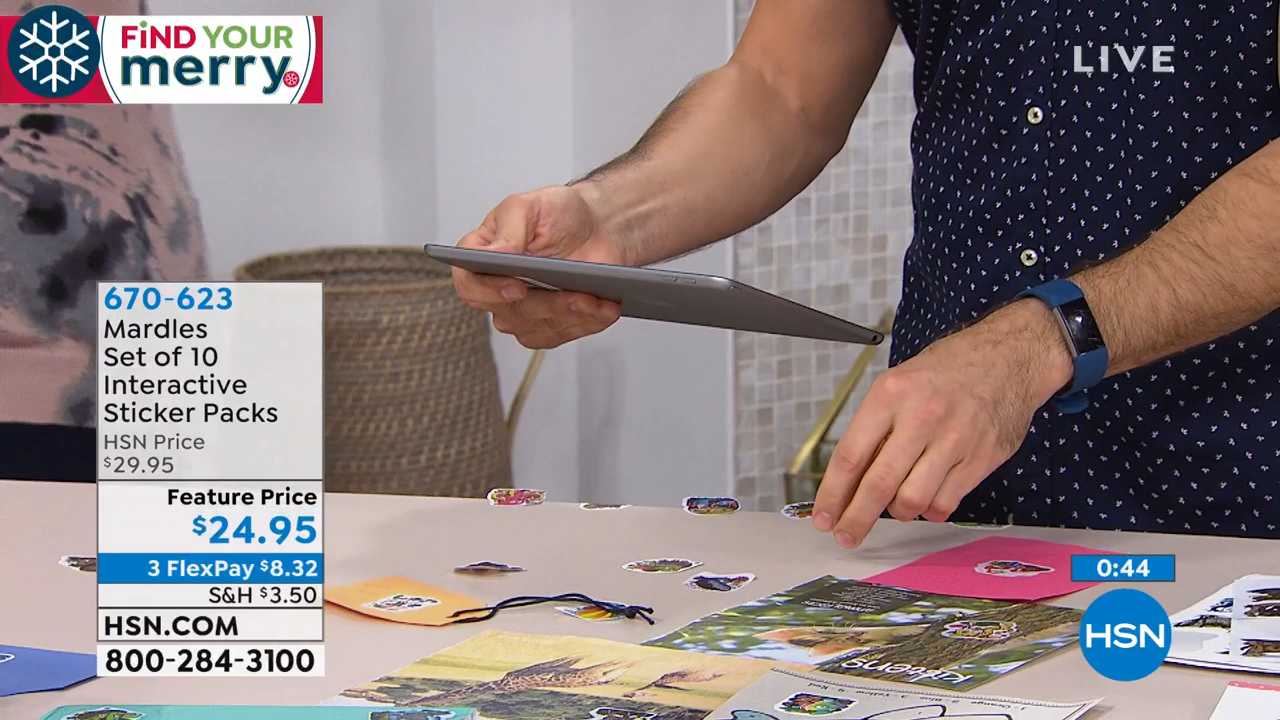 FiND YOUR
merry.
LIVE
670-623
Mardles
Set of 10
Interactive
Sticker Packs
HSN Price
$29.95
Feature Price
$24.95
3 FlexPay $8.32
S&H $3.50
HSN.COM
800-284-3100
0:44
HSN
kittens